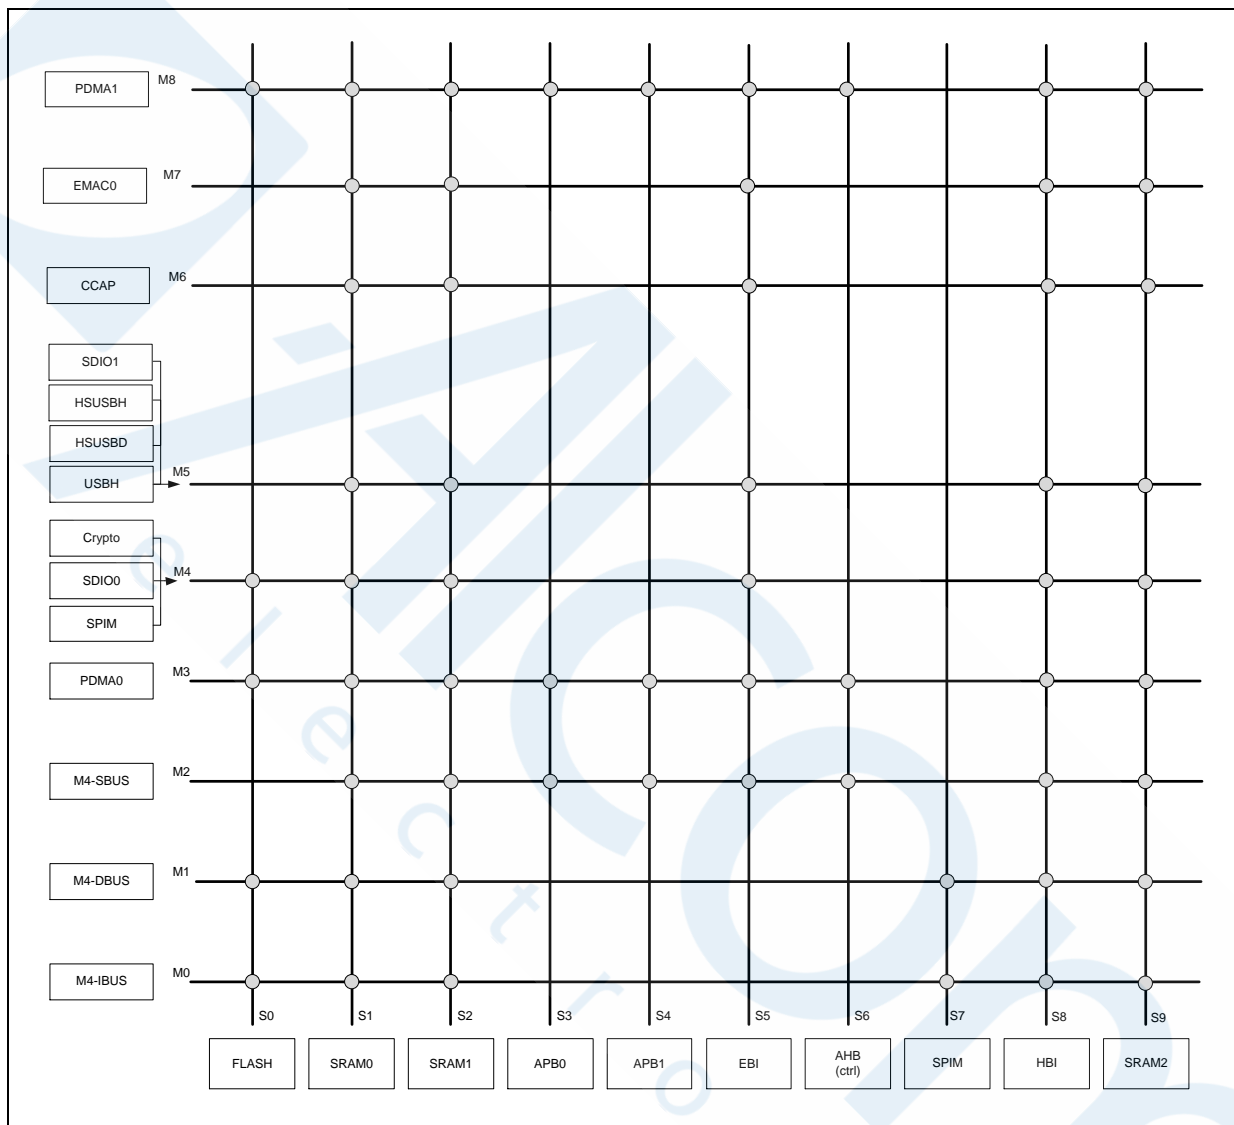 PDMA1 M8
EMAC0 M7
CCAP M6
SDIO1
HSUSBH
HSUSBD
USBH M5
Crypto
SDIO0 M4
SPIM
PDMA0 M3
M4-SBUS M2
M4-DBUS M1
M4-IBUS M0
S0 S1 S2 S3 S4 S5 S6 S7 S8 S9
FLASH SRAM0 SRAM1 APB0 APB1 EBI AHB (ctrl) SPIM HBI SRAM2
electro